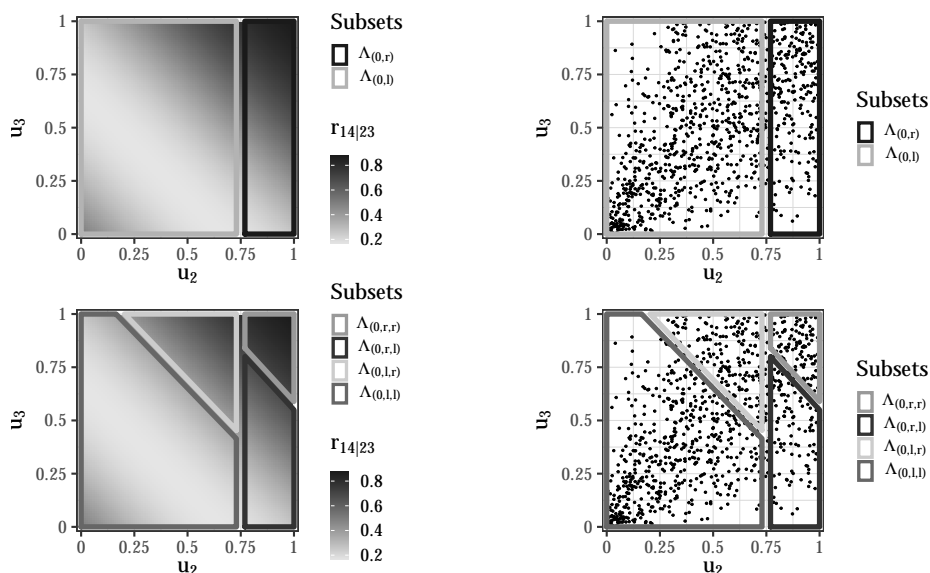 1
0.75
0.5
0.25
0
u3
0
0.25
0.5
0.75
1
u2
Subsets
Λ(0,r)
Λ(0,l)
r14|23
0.8
0.6
0.4
0.2
1
0.75
0.5
0.25
0
u3
0
0.25
0.5
0.75
1
u2
Subsets
Λ(0,r)
Λ(0,l)
1
0.75
0.5
0.25
0
u3
0
0.25
0.5
0.75
1
u2
Subsets
Λ(0,r,r)
Λ(0,r,l)
Λ(0,l,r)
Λ(0,l,l)
r14|23
0.8
0.6
0.4
0.2
1
0.75
0.5
0.25
0
u3
0
0.25
0.5
0.75
1
u2
Subsets
Λ(0,r,r)
Λ(0,r,l)
Λ(0,l,r)
Λ(0,l,l)